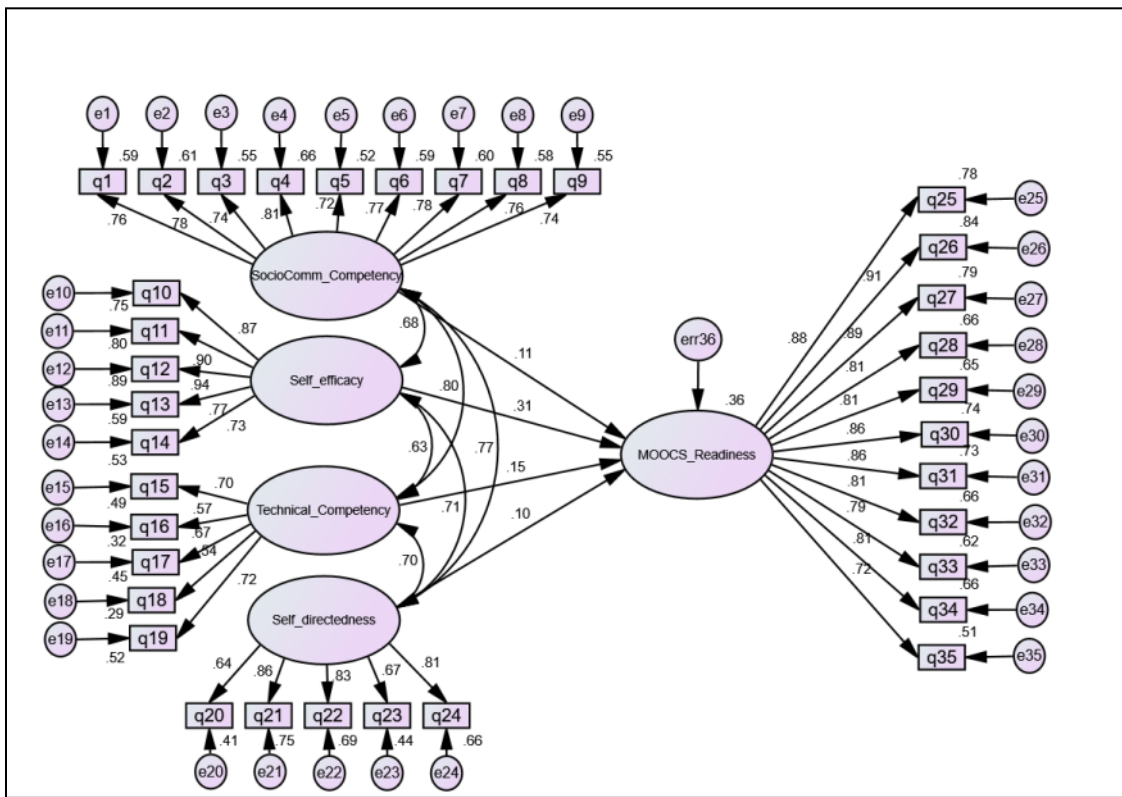 e1 e2 e3 e4 e5 e6 e7 e8 e9
.59 .61 .55 .66 .52 .59 .60 .58 .55
q1 q2 q3 q4 q5 q6 q7 q8 q9
.76 .78 .74 .81 .72 .77 .78 .76 .74
SocioComm_Competency
e10 q10
.75
.87
e11 q11
.80
e12 q12
.90
.89
e13 q13
.94
.59
.77
e14 q14
.73
.53
Self_efficacy
e15 q15
.70
.49
e16 q16
.57
.32
e17 q17
.67
.45
.54
e18 q18
.29
e19 q19
.72
.52
Technical_Competency
Self_directedness
.64 .86 .83 .67 .81
q20 q21 q22 q23 q24
.41 .75 .69 .44 .66
e20 e21 e22 e23 e24
.68
.80
.77
.63
.71
.70
.11
.31
.15
.10
err36
.36
MOOCS_Readiness
.78
q25 e25
.88
.84
q26 e26
.91
.79
q27 e27
.89
.66
q28 e28
.81
.65
q29 e29
.81
.74
q30 e30
.86
.73
q31 e31
.86
.66
q32 e32
.81
.62
q33 e33
.79
.66
q34 e34
.81
.51
q35 e35
.72